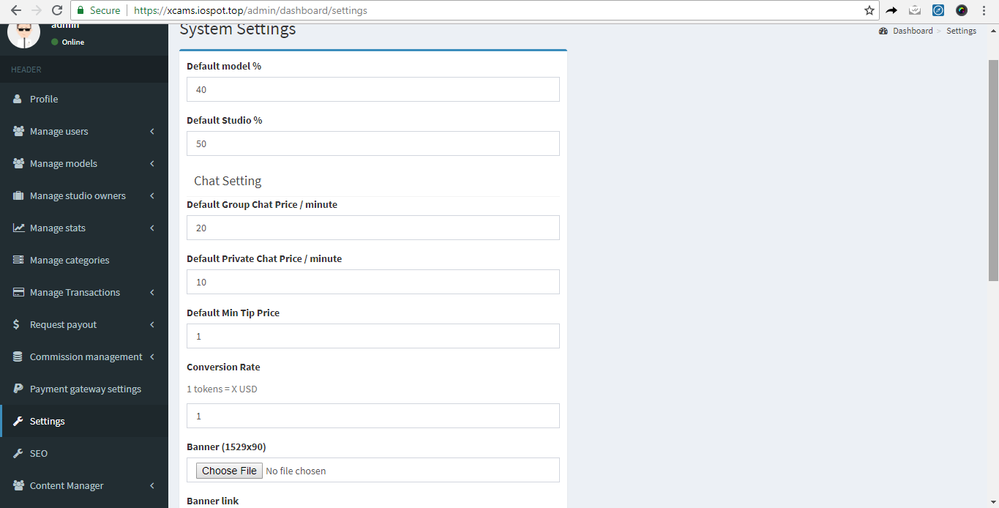 Secure
https://xcams.iospot.top/admin/dashboard/settings
admin
Online
HEADER
Profile
Manage users
Manage models
Manage studio owners
Manage stats
Manage categories
Manage Transactions
Request payout
Commission management
Payment gateway settings
Settings
SEO
Content Manager
System Settings
Dashboard > Settings
Default model %
40
Default Studio %
50
Chat Setting
Default Group Chat Price / minute
20
Default Private Chat Price / minute
10
Default Min Tip Price
1
Conversion Rate
1 tokens = X USD
1
Banner (1529x90)
Choose File No file chosen
Banner link